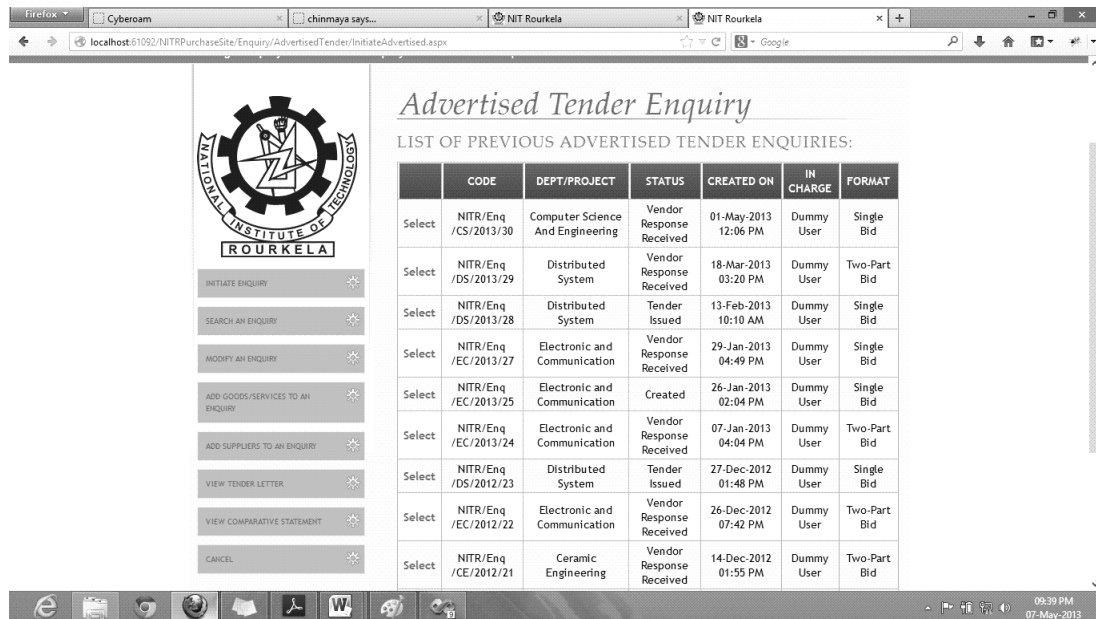 Firefox
Cyberoam
chinmaya says...
NIT Rourkela
NIT Rourkela
localhost:61092/NITRPurchaseSite/Enquiry/AdvertisedTender/InitiateAdvertised.aspx
Google
NATIONAL INSTITUTE OF TECHNOLOGY
ROURKELA
INITIATE ENQUIRY
SEARCH AN ENQUIRY
MODIFY AN ENQUIRY
ADD GOODS/SERVICES TO AN
ENQUIRY
ADD SUPPLIERS TO AN ENQUIRY
VIEW TENDER LETTER
VIEW COMPARATIVE STATEMENT
CANCEL
Advertised Tender Enquiry
LIST OF PREVIOUS ADVERTISED TENDER ENQUIRIES:
CODE DEPT/PROJECT STATUS CREATED ON IN CHARGE FORMAT
Select NITR/Enq /CS/2013/30 Computer Science And Engineering Vendor Response Received 01-May-2013 12:06 PM Dummy User Single Bid
Select NITR/Enq /DS/2013/29 Distributed System Vendor Response Received 18-Mar-2013 03:20 PM Dummy User Two-Part Bid
Select NITR/Enq /DS/2013/28 Distributed System Tender Issued 13-Feb-2013 10:10 AM Dummy User Single Bid
Select NITR/Enq /EC/2013/27 Electronic and Communication Vendor Response Received 29-Jan-2013 04:49 PM Dummy User Single Bid
Select NITR/Enq /EC/2013/25 Electronic and Communication Created 26-Jan-2013 02:04 PM Dummy User Single Bid
Select NITR/Enq /EC/2013/24 Electronic and Communication Vendor Response Received 07-Jan-2013 04:04 PM Dummy User Two-Part Bid
Select NITR/Enq /DS/2012/23 Distributed System Tender Issued 27-Dec-2012 01:48 PM Dummy User Single Bid
Select NITR/Enq /EC/2012/22 Electronic and Communication Vendor Response Received 26-Dec-2012 07:42 PM Dummy User Two-Part Bid
Select NITR/Enq /CE/2012/21 Ceramic Engineering Vendor Response Received 14-Dec-2012 01:55 PM Dummy User Two-Part Bid
09:39 PM
07-May-2013